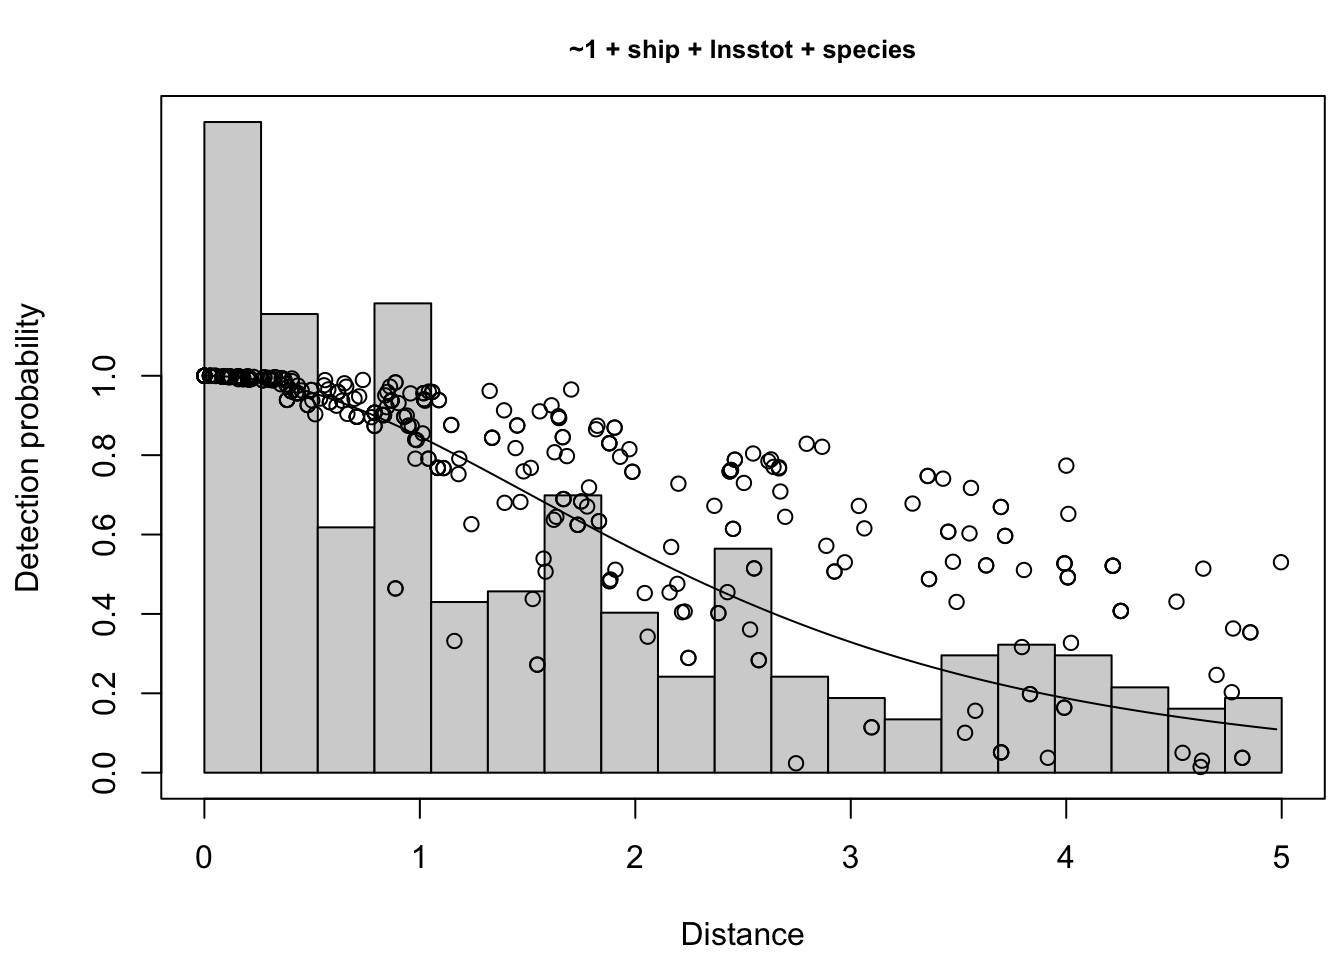 ~1 + ship + lnsstot + species
Detection probability
1.0
0.8
0.6
0.4
0.2
0.0
0 1 2 3 4 5
Distance